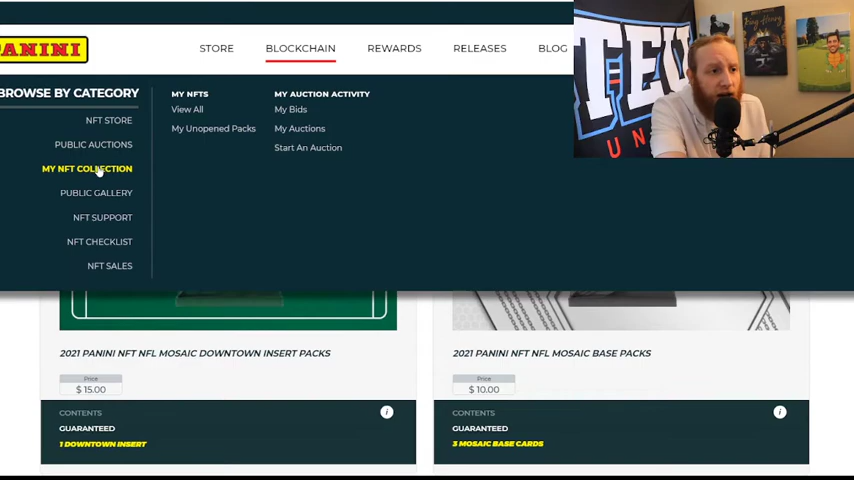 PANINI
STORE
BLOCKCHAIN
REWARDS
RELEASES
BLOG
BROWSE BY CATEGORY
NFT STORE
PUBLIC AUCTIONS
MY NFT COLLECTION
PUBLIC GALLERY
NFT SUPPORT
NFT CHECKLIST
NFT SALES
MY NFTS
View All
My Unopened Packs
MY AUCTION ACTIVITY
My Bids
My Auctions
Start An Auction
2021 PANINI NFT NFL MOSAIC DOWNTOWN INSERT PACKS
Price
$ 15.00
CONTENTS
i
GUARANTEED
1 DOWNTOWN INSERT
2021 PANINI NFT NFL MOSAIC BASE PACKS
Price
$ 10.00
CONTENTS
i
GUARANTEED
3 MOSAIC BASE CARDS